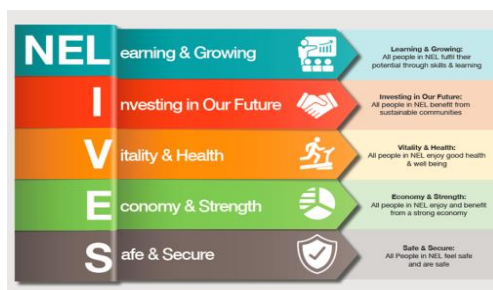 NEL earning & Growing
Learning & Growing:
All people in NEL fulfil their
potential through skills & learning
I nvesting in Our Future
Investing in Our Future:
All people in NEL benefit from
sustainable communities
V itality & Health
Vitality & Health:
All people in NEL enjoy good health
& well being
E conomy & Strength
Economy & Strength:
All people in NEL enjoy and benefit
from a strong economy
S afe & Secure
Safe & Secure:
All People in NEL feel safe
and are safe